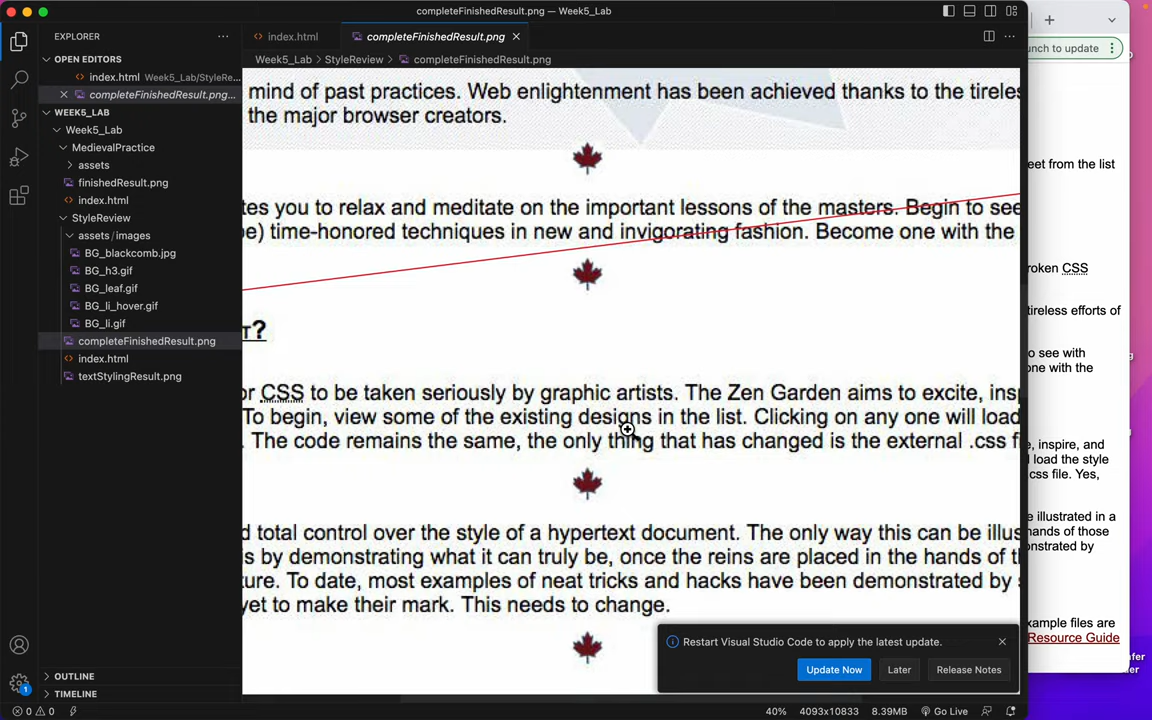 completeFinishedResult.png — Week5_Lab
EXPLORER
index.html
completeFinishedResult.png
unch to update
OPEN EDITORS
Week5_Lab > StyleReview > completeFinishedResult.png
index.html Week5_Lab/StyleRe...
completeFinishedResult.png...
WEEK5_LAB
Week5_Lab
MedievalPractice
assets
finishedResult.png
index.html
StyleReview
assets/images
BG_blackcomb.jpg
BG_h3.gif
BG_leaf.gif
BG_li_hover.gif
BG_li.gif
completeFinishedResult.png
index.html
textStylingResult.png
OUTLINE
TIMELINE
mind of past practices. Web enlightenment has been achieved thanks to the tireles
the major browser creators.
tes you to relax and meditate on the important lessons of the masters. Begin to see
be) time-honored techniques in new and invigorating fashion. Become one with the
T?
or CSS to be taken seriously by graphic artists. The Zen Garden aims to excite, insp
To begin, view some of the existing designs in the list. Clicking on any one will load
. The code remains the same, the only thing that has changed is the external .css f
d total control over the style of a hypertext document. The only way this can be illus
is by demonstrating what it can truly be, once the reins are placed in the hands of t
ture. To date, most examples of neat tricks and hacks have been demonstrated by s
yet to make their mark. This needs to change.
Restart Visual Studio Code to apply the latest update.
Update Now
Later
Release Notes
eet from the list
roken CSS
tireless efforts of
o see with
one with the
e, inspire, and
l load the style
css file. Yes,
e illustrated in a
hands of those
onstrated by
xample files are
Resource Guide
0 0
40%
4093x10833
8.39MB
Go Live
1